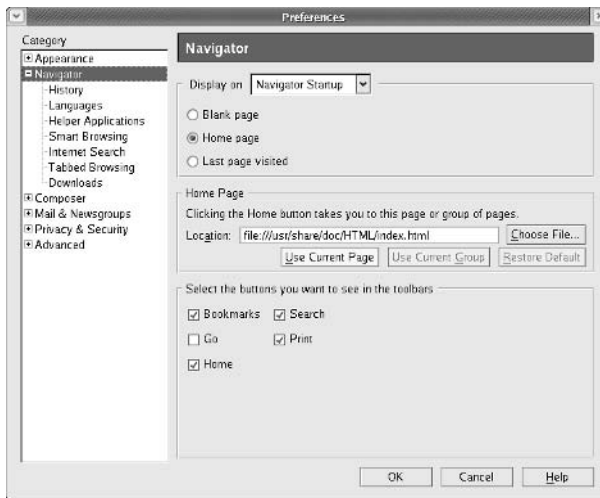 Preferences
Category
Appearance
Navigator
History
Languages
Helper Applications
Smart Browsing
Internet Search
Tabbed Browsing
Downloads
Composer
Mail & Newsgroups
Privacy & Security
Advanced
Navigator
Display on Navigator Startup
Blank page
Home page
Last page visited
Home Page
Clicking the Home button takes you to this page or group of pages.
Location: file:///usr/share/doc/HTML/index.html Choose File...
Use Current Page Use Current Group Restore Default
Select the buttons you want to see in the toolbars
Bookmarks Search
Go Print
Home
OK Cancel Help